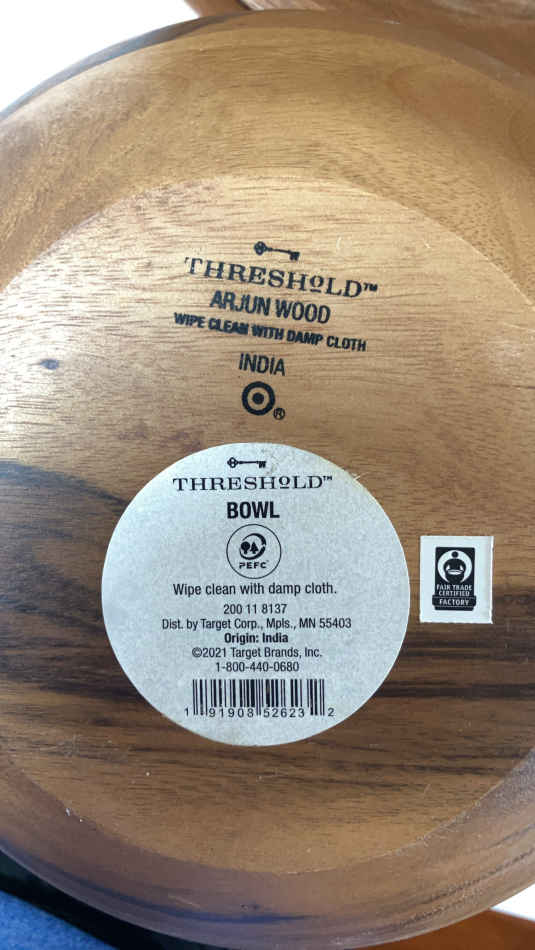 THRESHOLD™
ARJUN WOOD
WIPE CLEAN WITH DAMP CLOTH
INDIA
®
THRESHOLD™
BOWL
PEFC™
Wipe clean with damp cloth.
200 11 8137
Dist. by Target Corp., Mpls., MN 55403
Origin: India
©2021 Target Brands, Inc.
1-800-440-0680
1 91908 52623 2
FAIR TRADE
CERTIFIED
FACTORY